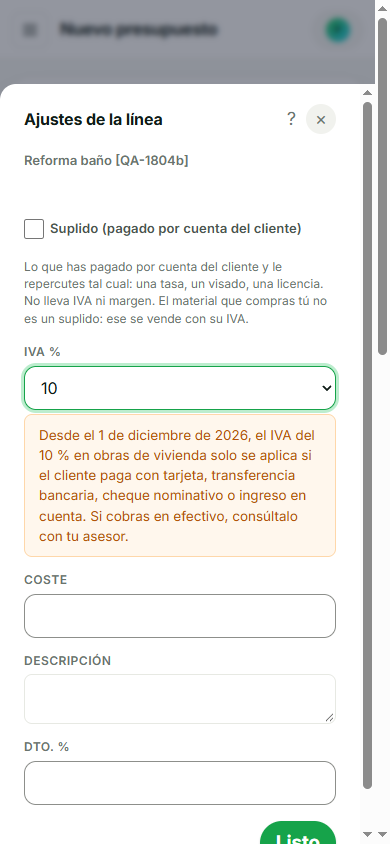 Nuevo presupuesto
Ajustes de la línea
?
×
Reforma baño [QA-1804b]
Suplido (pagado por cuenta del cliente)
Lo que has pagado por cuenta del cliente y le
repercutes tal cual: una tasa, un visado, una licencia.
No lleva IVA ni margen. El material que compras tú no
es un suplido: ese se vende con su IVA.
IVA %
10
Desde el 1 de diciembre de 2026, el IVA del
10 % en obras de vivienda solo se aplica si
el cliente paga con tarjeta, transferencia
bancaria, cheque nominativo o ingreso en
cuenta. Si cobras en efectivo, consúltalo
con tu asesor.
COSTE
DESCRIPCIÓN
DTO. %
Listo